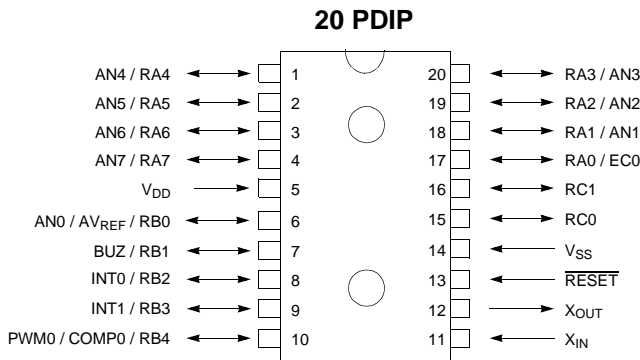 20 PDIP
AN4 / RA4 1 20 RA3 / AN3
AN5 / RA5 2 19 RA2 / AN2
AN6 / RA6 3 18 RA1 / AN1
AN7 / RA7 4 17 RA0 / EC0
VDD 5 16 RC1
AN0 / AVREF / RB0 6 15 RC0
BUZ / RB1 7 14 VSS
INT0 / RB2 8 13 RESET
INT1 / RB3 9 12 XOUT
PWM0 / COMP0 / RB4 10 11 XIN